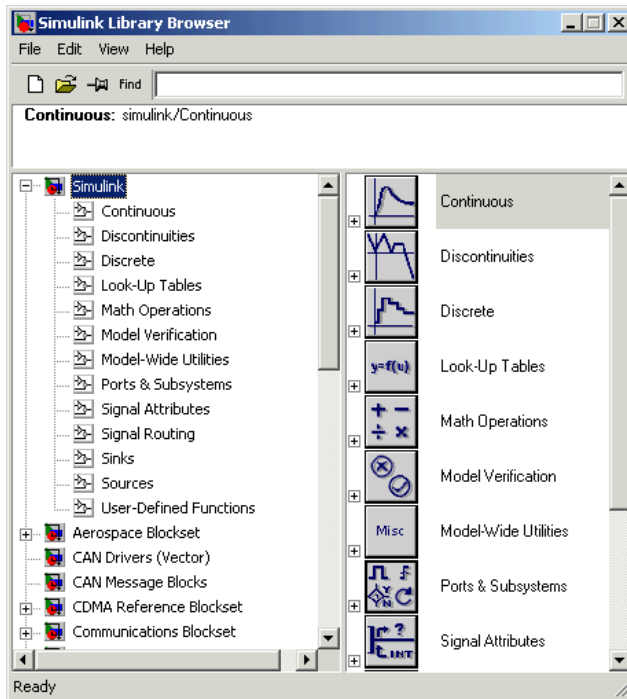 Simulink Library Browser
File Edit View Help
Find
Continuous: simulink/Continuous
Simulink
Continuous
Discontinuities
Discrete
Look-Up Tables
Math Operations
Model Verification
Model-Wide Utilities
Ports & Subsystems
Signal Attributes
Signal Routing
Sinks
Sources
User-Defined Functions
Aerospace Blockset
CAN Drivers (Vector)
CAN Message Blocks
CDMA Reference Blockset
Communications Blockset
Continuous
Discontinuities
Discrete
y=f(u) Look-Up Tables
+ − ÷ × Math Operations
Model Verification
Misc Model-Wide Utilities
Y N Ports & Subsystems
? INT Signal Attributes
Ready